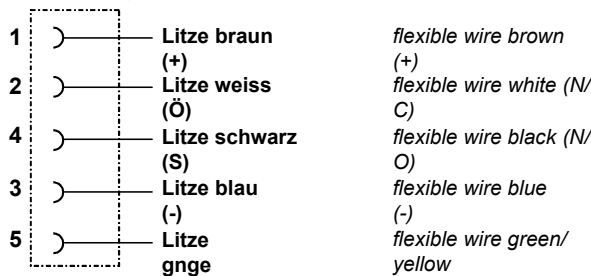 1 Litze braun flexible wire brown
(+) (+)
2 Litze weiss flexible wire white (N/
(Ö) C)
4 Litze schwarz flexible wire black (N/
(S) O)
3 Litze blau flexible wire blue
(-) (-)
5 Litze flexible wire green/
gnge yellow